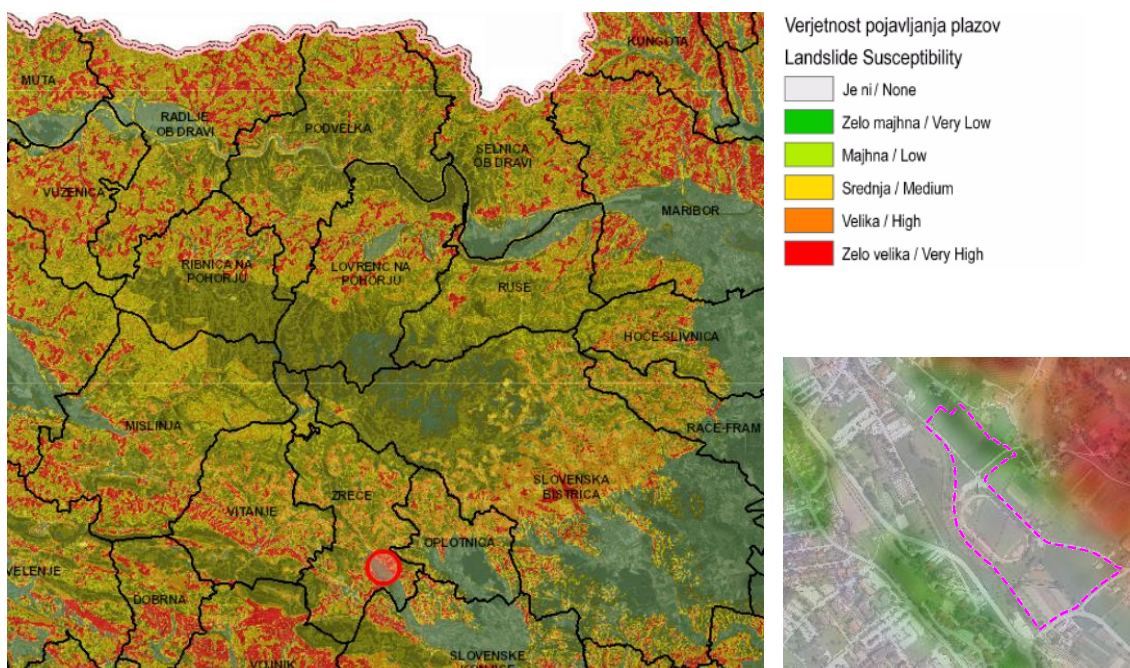 KUNGOTA
MUTA
RADLJE
OB DRAVI
PODVELKA
SELNICA
OB DRAVI
VUZENICA
MARIBOR
RIBNICA NA
POHORJU
LOVRENC NA
POHORJU
RUŠE
HOČE-SLIVNICA
MISLINJA
RAČE-FRAM
SLOVENSKA
BISTRICA
ZREČE
VITANJE
OPLOTNICA
VELENJE
DOBRNA
VOJNIK
SLOVENSKE
Verjetnost pojavljanja plazov
Landslide Susceptibility
Je ni / None
Zelo majhna / Very Low
Majhna / Low
Srednja / Medium
Velika / High
Zelo velika / Very High